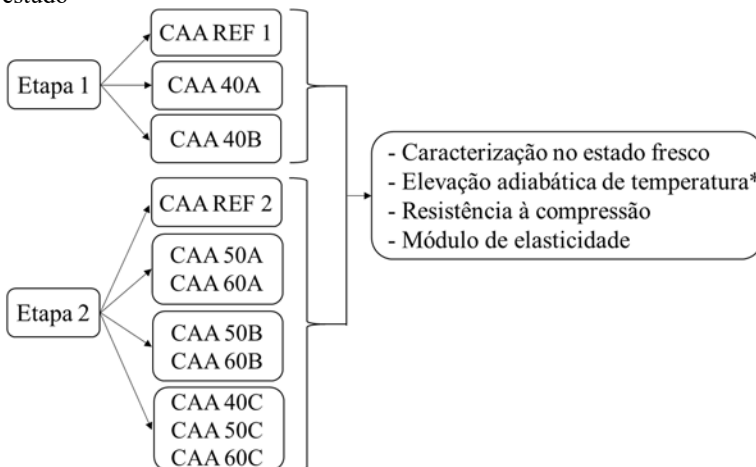 estudo
Etapa 1
CAA REF 1
CAA 40A
CAA 40B
Etapa 2
CAA REF 2
CAA 50A
CAA 60A
CAA 50B
CAA 60B
CAA 40C
CAA 50C
CAA 60C
- Caracterização no estado fresco
- Elevação adiabática de temperatura*
- Resistência à compressão
- Módulo de elasticidade